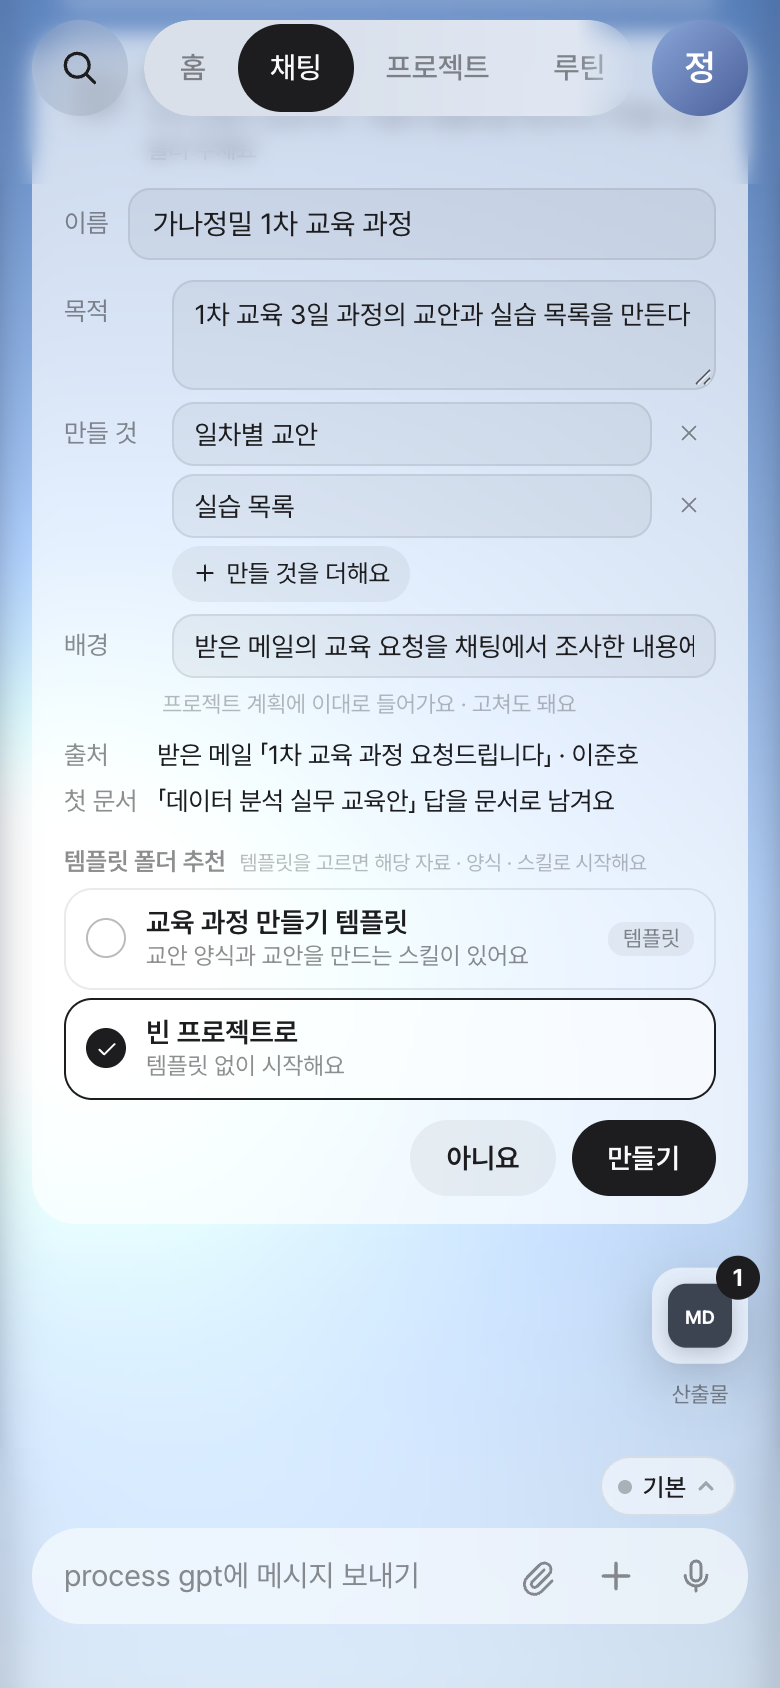 홈 채팅 프로젝트 루틴 정
이름 가나정밀 1차 교육 과정
목적 1차 교육 3일 과정의 교안과 실습 목록을 만든다
만들 것 일차별 교안
실습 목록
만들 것을 더해요
배경 받은 메일의 교육 요청을 채팅에서 조사한 내용에
프로젝트 계획에 이대로 들어가요 · 고쳐도 돼요
출처 받은 메일 「1차 교육 과정 요청드립니다」 · 이준호
첫 문서 「데이터 분석 실무 교육안」 답을 문서로 남겨요
템플릿 폴더 추천 템플릿을 고르면 해당 자료 · 양식 · 스킬로 시작해요
교육 과정 만들기 템플릿
교안 양식과 교안을 만드는 스킬이 있어요
템플릿
빈 프로젝트로
템플릿 없이 시작해요
아니요 만들기
1
MD
산출물
기본
process gpt에 메시지 보내기